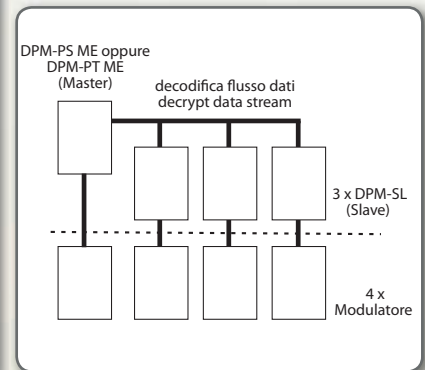 DPM-PS ME oppure
DPM-PT ME
(Master)
decodifica flusso dati
decrypt data stream
3 x DPM-SL
(Slave)
4 x
Modulatore